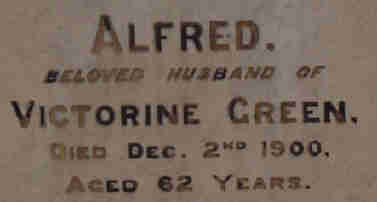 ALFRED.
BELOVED HUSBAND OF
VICTORINE GREEN.
DIED DEC. 2ND 1900,
AGED 62 YEARS.